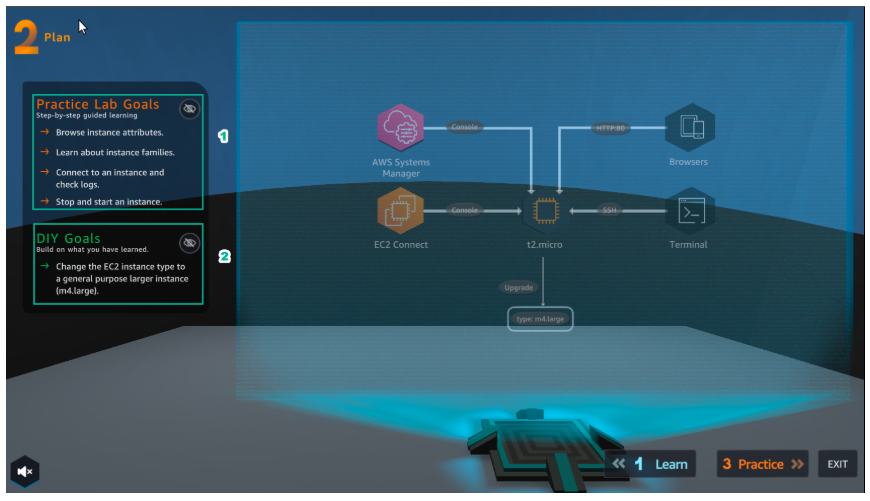 2 Plan
Practice Lab Goals
Step-by-step guided learning
→ Browse instance attributes.
→ Learn about instance families.
→ Connect to an instance and
check logs.
→ Stop and start an instance.
1
DIY Goals
Build on what you have learned.
→ Change the EC2 instance type to
a general purpose larger instance
(m4.large).
2
Console
HTTP:80
AWS Systems
Manager
Browsers
Console
SSH
EC2 Connect
t2.micro
Terminal
Upgrade
type: m4.large
<< 1 Learn
3 Practice >>
EXIT